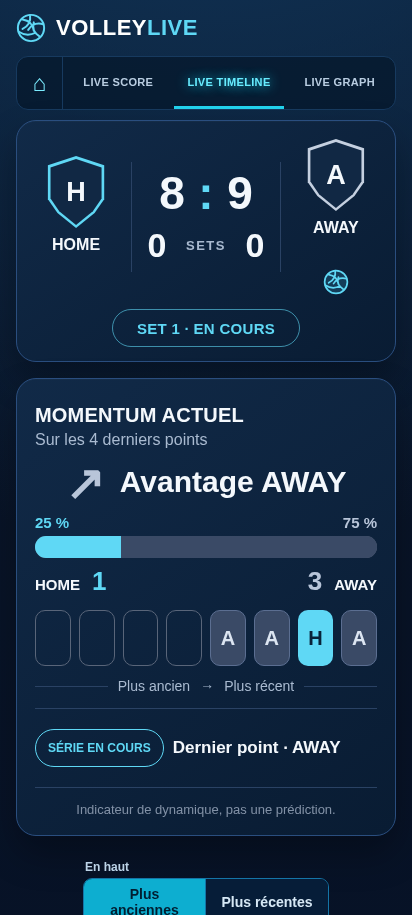 VOLLEYLIVE
LIVE SCORE LIVE TIMELINE LIVE GRAPH
H 8 : 9 A
HOME 0 SETS 0 AWAY
SET 1 · EN COURS
MOMENTUM ACTUEL
Sur les 4 derniers points
↗ Avantage AWAY
25 % 75 %
HOME 1 3 AWAY
A A H A
Plus ancien → Plus récent
SÉRIE EN COURS Dernier point · AWAY
Indicateur de dynamique, pas une prédiction.
En haut
Plus anciennes Plus récentes